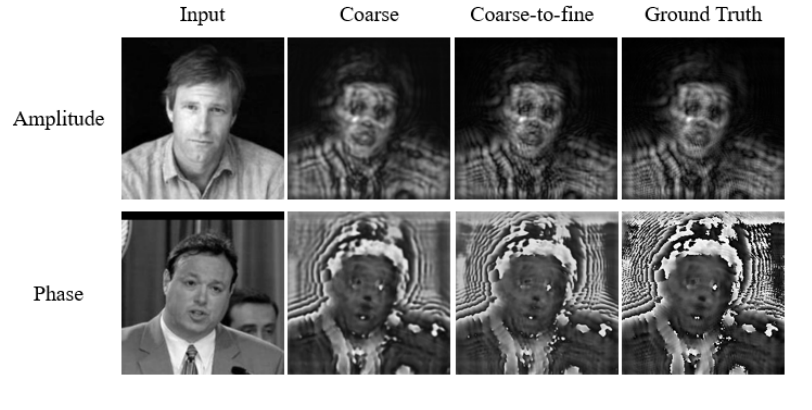 Input Coarse Coarse-to-fine Ground Truth
Amplitude
Phase